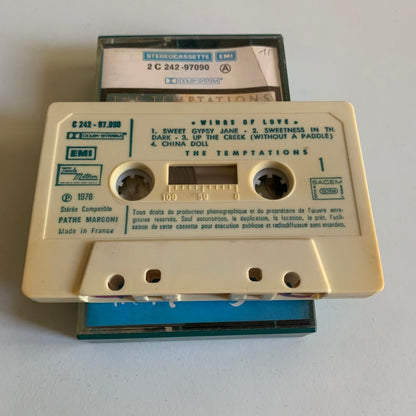 STEREOCASSETTE EMI
2 C 242-97090 A
DOLBY SYSTEM
TEMPTATIONS
C 242 - 97.090
DOLBY SYSTEM
EMI
Tamla
Motown
℗ 1976
Stéréo Compatible
PATHE MARCONI
Made in France
« WINGS OF LOVE »
1. SWEET GYPSY JANE - 2. SWEETNESS IN TH.
DARK - 3. UP THE CREEK (WITHOUT A PADDLE)
4. CHINA DOLL
THE TEMPTATIONS
1
SACEM
100 50 0
Tous droits du producteur phonographique et du propriétaire de l'œuvre enre-
gistrée réservés. Sauf autorisation, la duplication, la location, le prêt, l'utili-
sation de cette cassette pour exécution publique et radiodiffusion sont interdits.